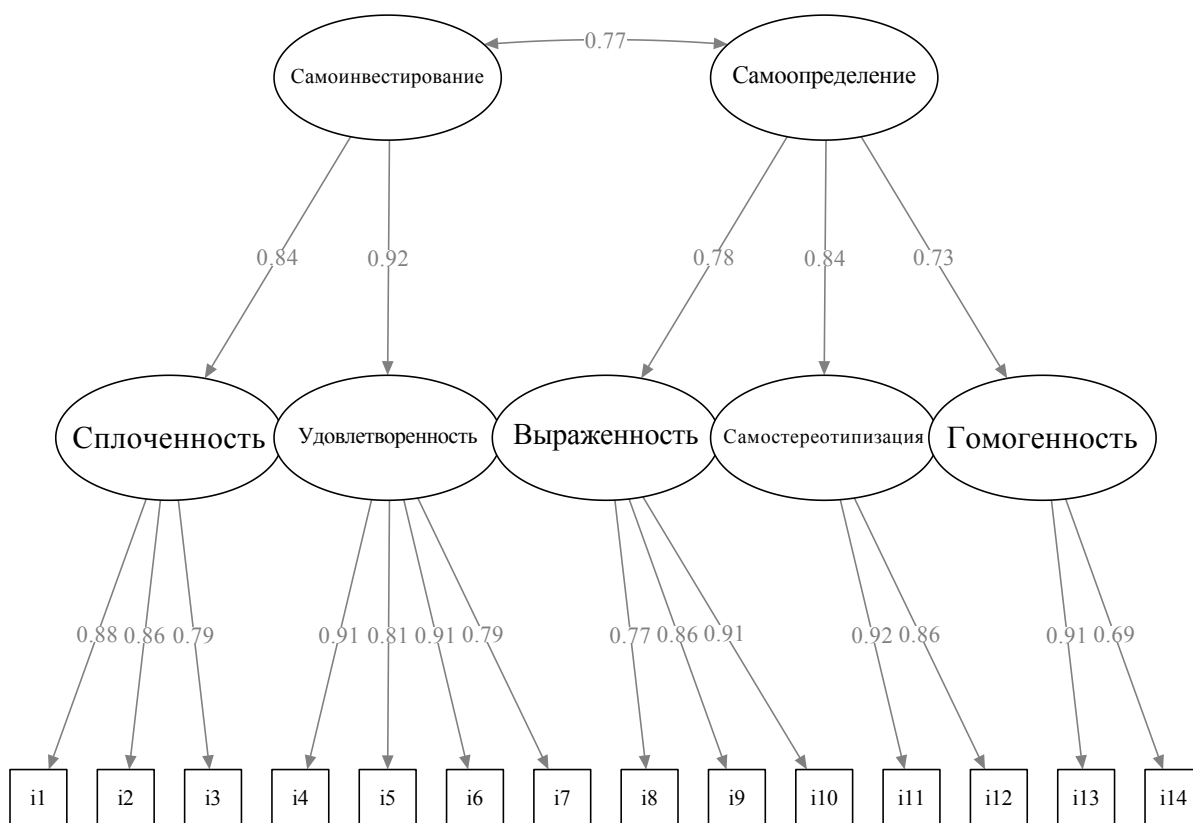 0.77
Самоинвестирование
Самоопределение
0.84
0.92
0.78
0.84
0.73
Сплоченность
Удовлетворенность
Выраженность
Самостереотипизация
Гомогенность
0.88
0.86
0.79
0.91
0.81
0.91
0.79
0.77
0.86
0.91
0.92
0.86
0.91
0.69
i1
i2
i3
i4
i5
i6
i7
i8
i9
i10
i11
i12
i13
i14